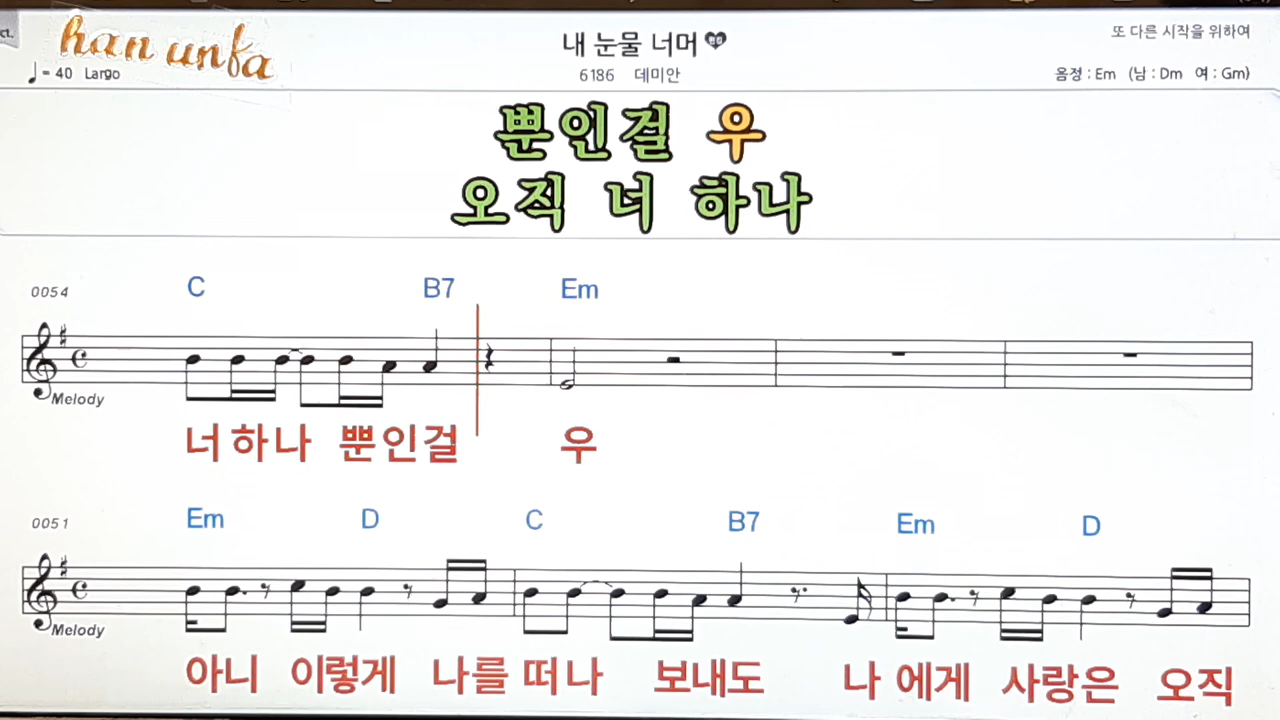 ct.
han unfa
내 눈물 너머
또 다른 시작을 위하여
= 40 Largo
6186 데미안
음정 : Em (남 : Dm 여 : Gm)
뿐인걸 우
오직 너 하나
0054 C B7 Em
Melody
너 하나 뿐인걸 우
0051 Em D C B7 Em D
Melody
아니 이렇게 나를 떠나 보내도 나 에게 사랑은 오직